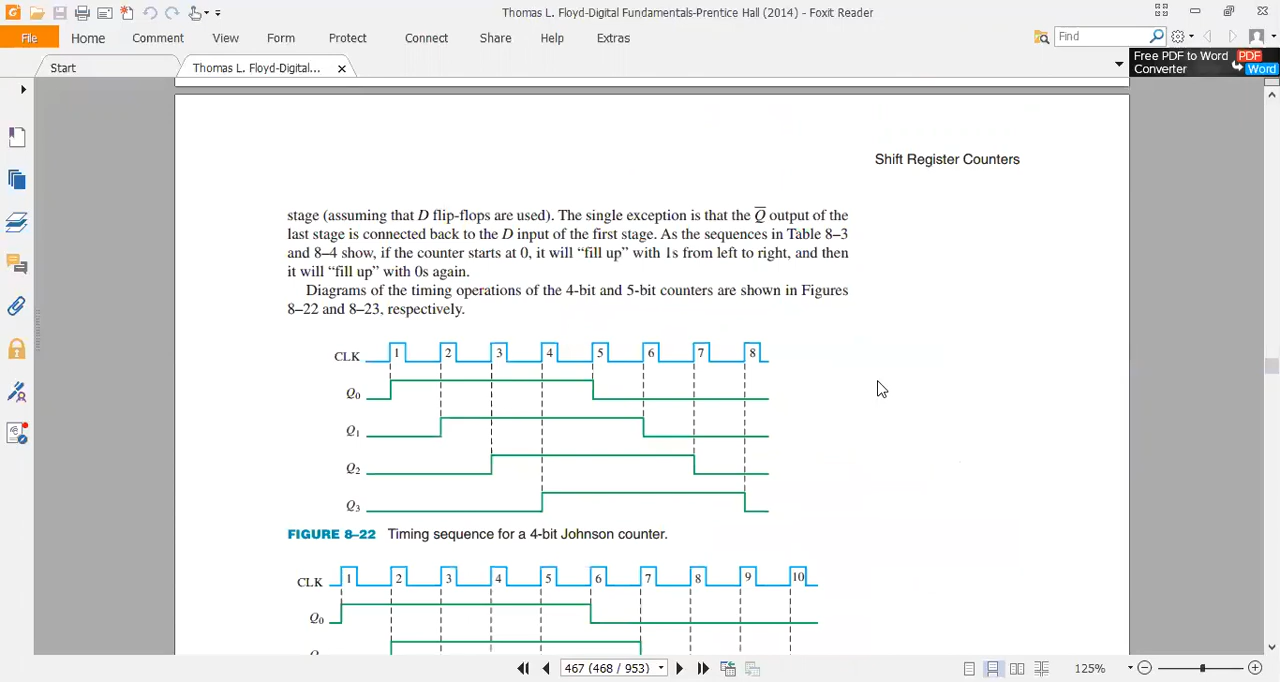 Thomas L. Floyd-Digital Fundamentals-Prentice Hall (2014) - Foxit Reader
File Home Comment View Form Protect Connect Share Help Extras Find
Start Thomas L. Floyd-Digital...
Free PDF to Word PDF
Converter Word
Shift Register Counters
stage (assuming that D flip-flops are used). The single exception is that the Q̅ output of the
last stage is connected back to the D input of the first stage. As the sequences in Table 8–3
and 8–4 show, if the counter starts at 0, it will “fill up” with 1s from left to right, and then
it will “fill up” with 0s again.
Diagrams of the timing operations of the 4-bit and 5-bit counters are shown in Figures
8–22 and 8–23, respectively.
CLK 1 2 3 4 5 6 7 8
Q0
Q1
Q2
Q3
FIGURE 8–22 Timing sequence for a 4-bit Johnson counter.
CLK 1 2 3 4 5 6 7 8 9 10
Q0
467 (468 / 953) 125%